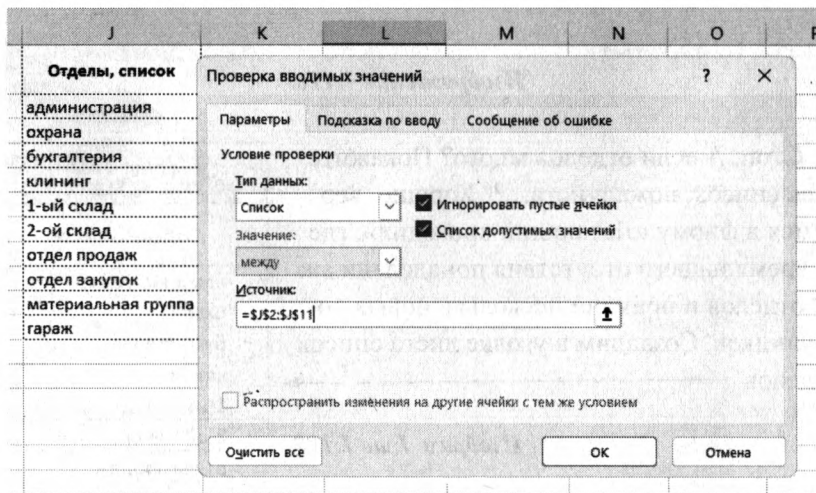 J K L M N O
Отделы, список
администрация
охрана
бухгалтерия
клининг
1-ый склад
2-ой склад
отдел продаж
отдел закупок
материальная группа
гараж
Проверка вводимых значений ? ×
Параметры Подсказка по вводу Сообщение об ошибке
Условие проверки
Тип данных:
Список
Игнорировать пустые ячейки
Список допустимых значений
Значение:
между
Источник:
=$J$2:$J$11
Распространить изменения на другие ячейки с тем же условием
Очистить все ОК Отмена